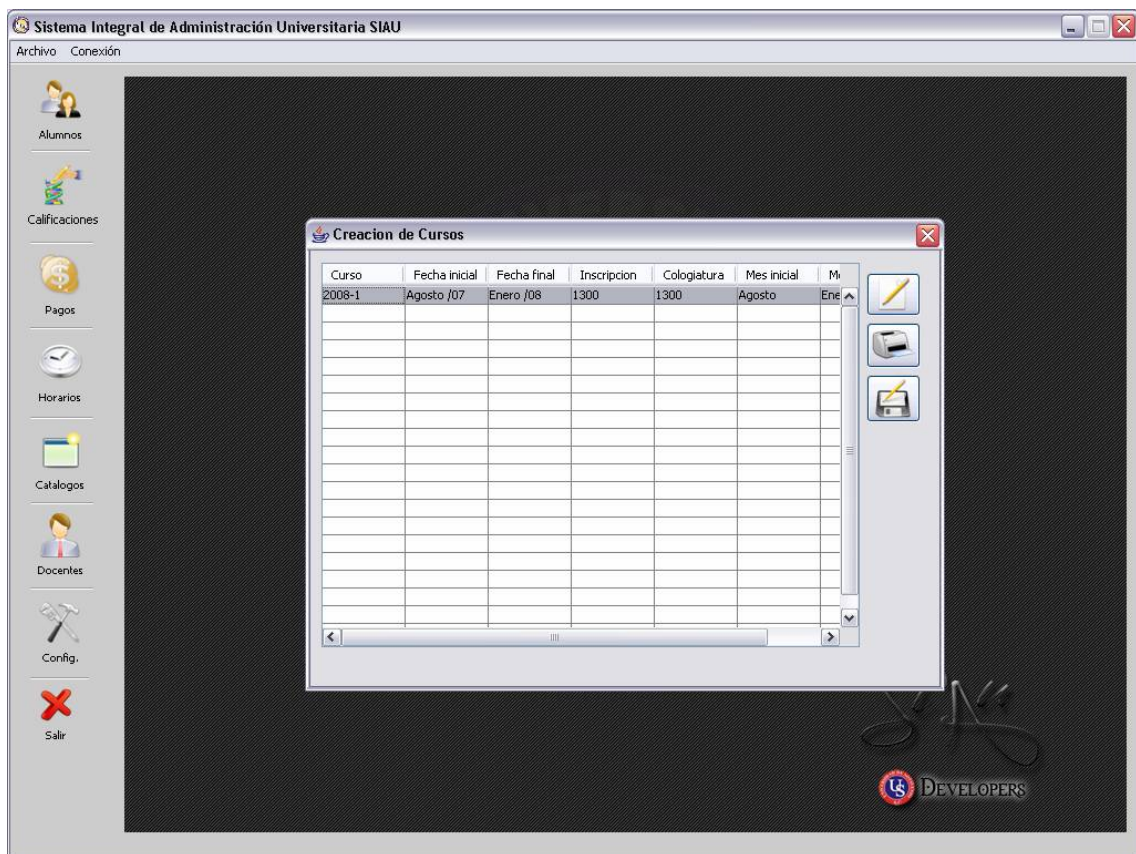 Sistema Integral de Administración Universitaria SIAU
Archivo Conexión
Alumnos
Calificaciones
Pagos
Horarios
Catalogos
Docentes
Config.
Salir
Creacion de Cursos
Curso Fecha inicial Fecha final Inscripcion Cologiatura Mes inicial M
2008-1 Agosto /07 Enero /08 1300 1300 Agosto Ene
US DEVELOPERS